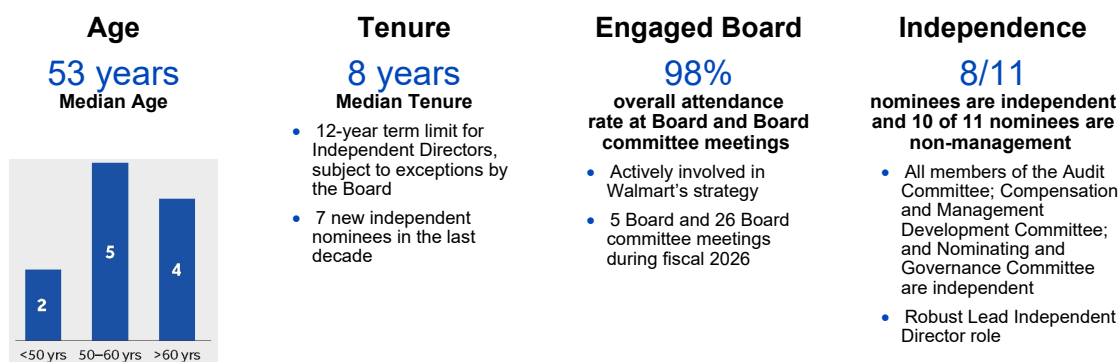 Age
53 years
Median Age
2
5
4
<50 yrs 50–60 yrs >60 yrs
Tenure
8 years
Median Tenure
• 12-year term limit for
Independent Directors,
subject to exceptions by
the Board
• 7 new independent
nominees in the last
decade
Engaged Board
98%
overall attendance
rate at Board and Board
committee meetings
• Actively involved in
Walmart’s strategy
• 5 Board and 26 Board
committee meetings
during fiscal 2026
Independence
8/11
nominees are independent
and 10 of 11 nominees are
non-management
• All members of the Audit
Committee; Compensation
and Management
Development Committee;
and Nominating and
Governance Committee
are independent
• Robust Lead Independent
Director role